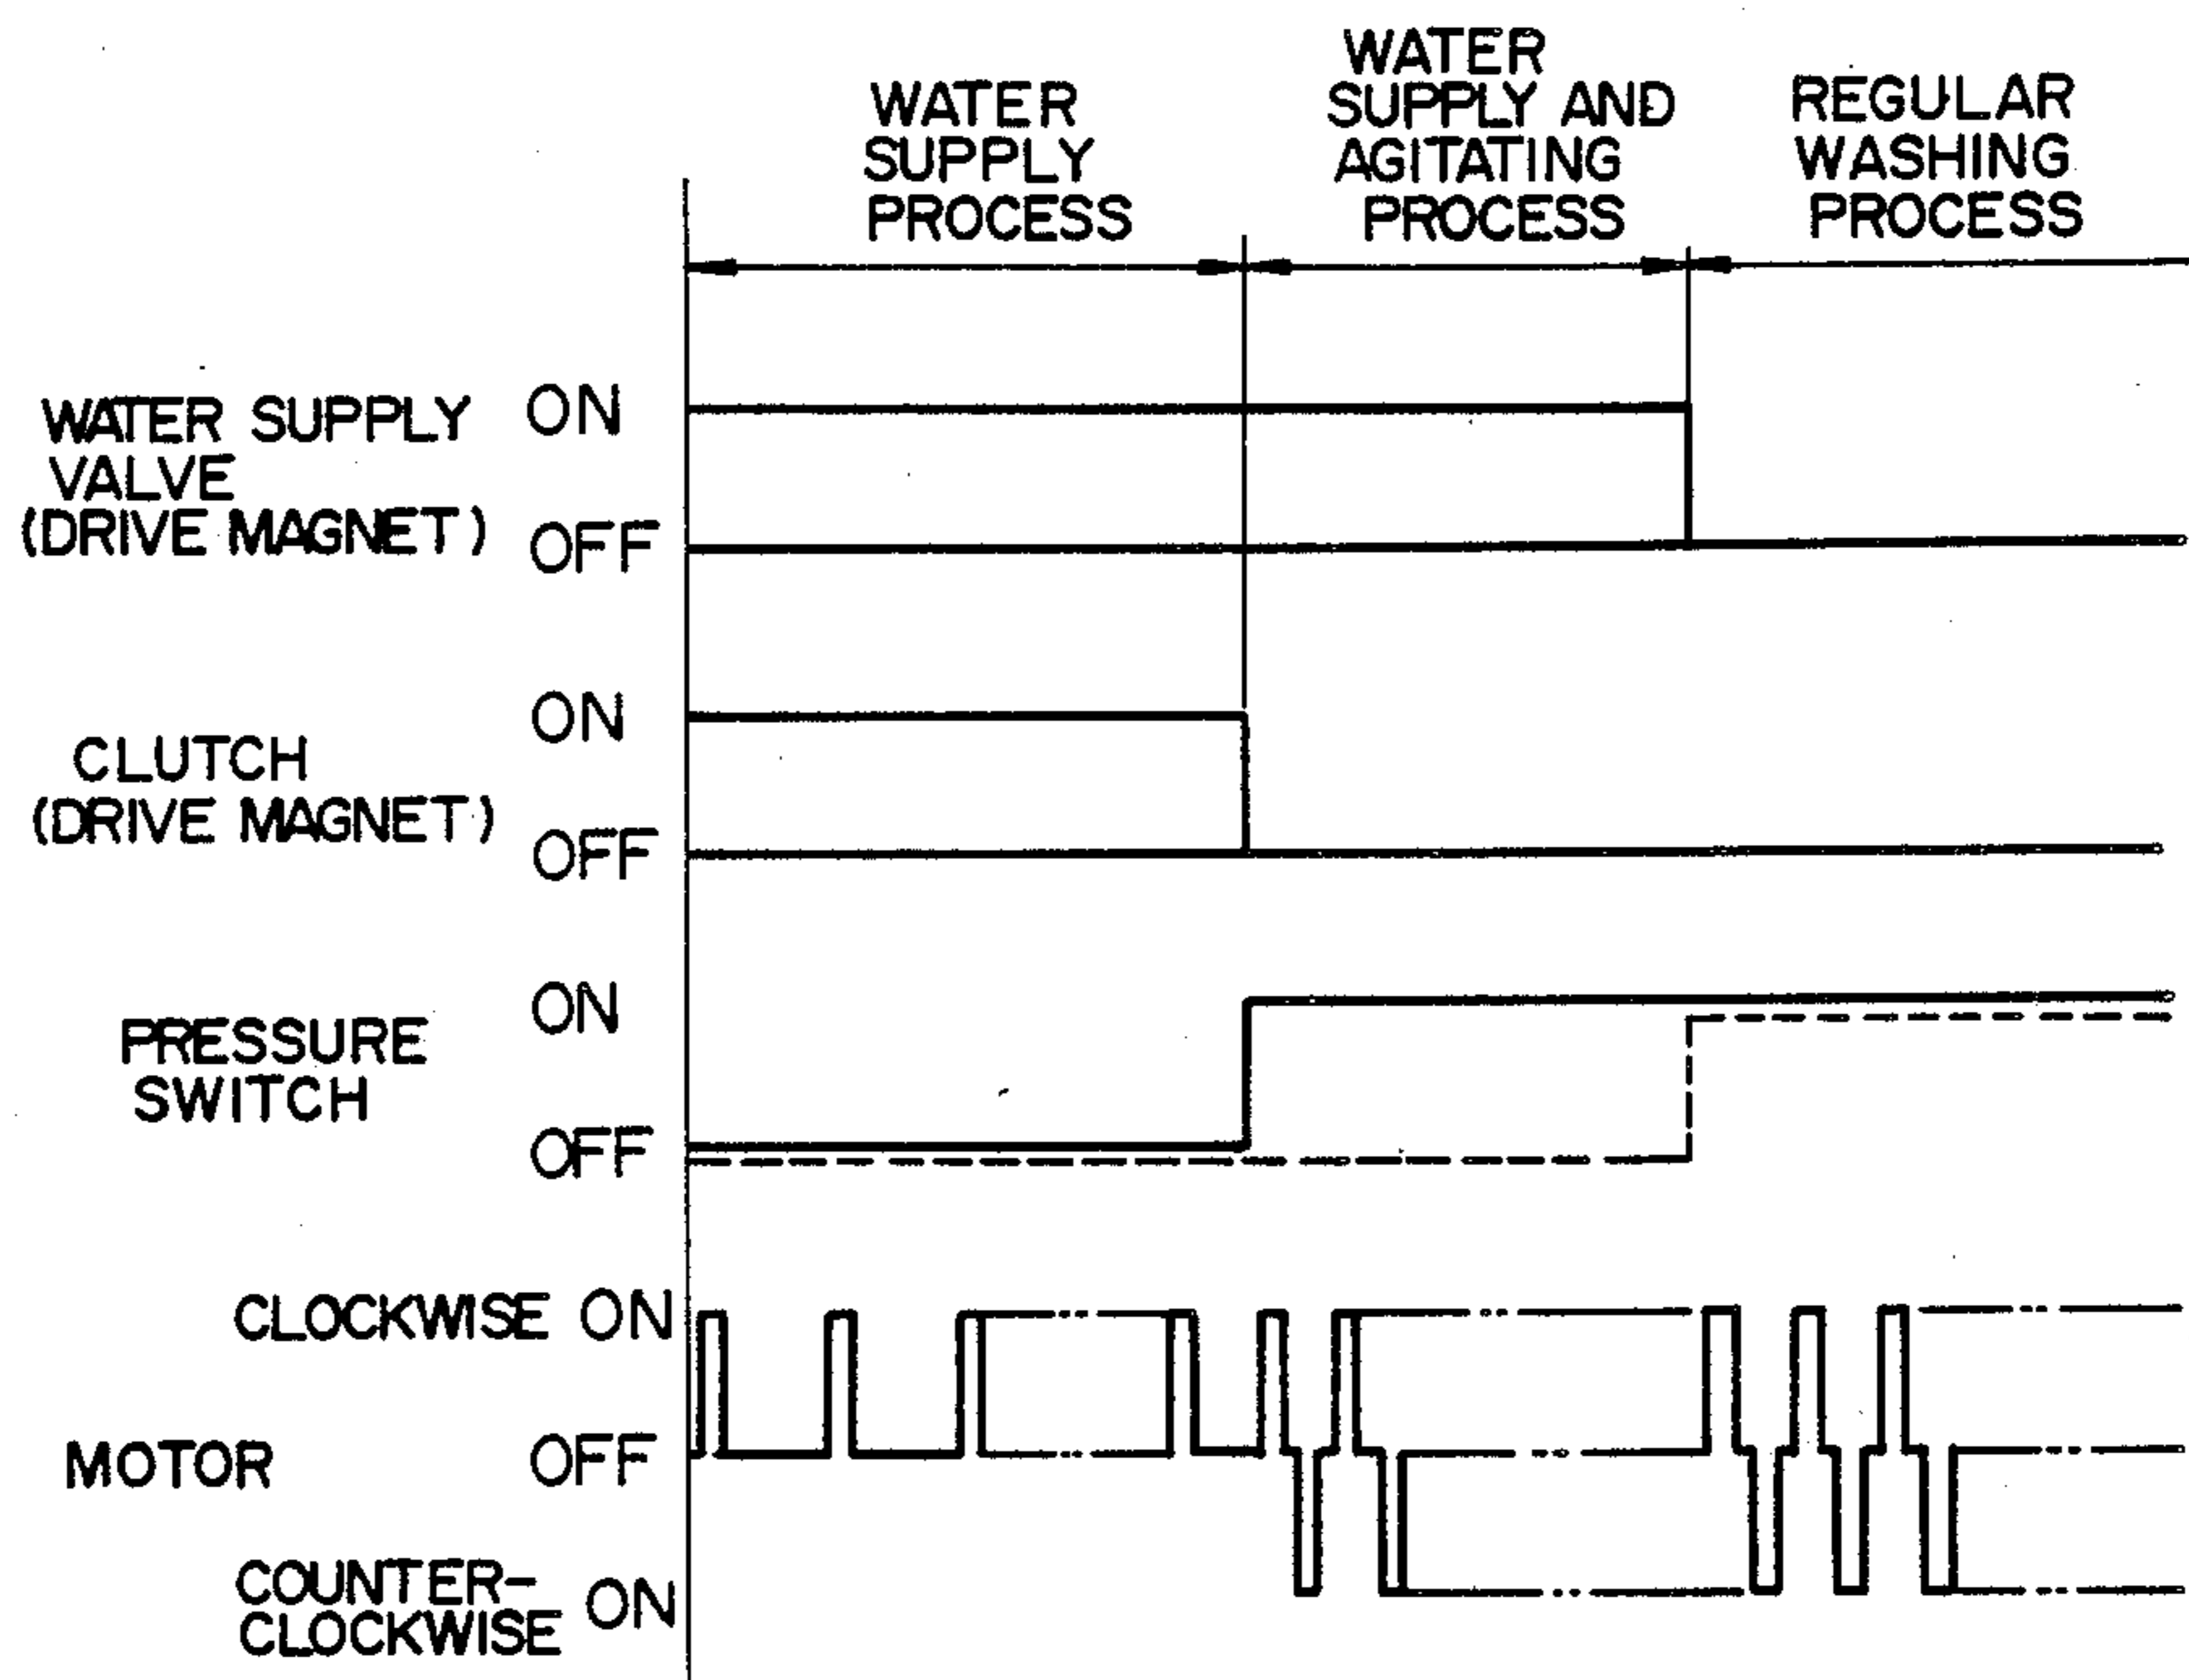 WATER
SUPPLY
PROCESS
WATER
SUPPLY AND
AGITATING
PROCESS
REGULAR
WASHING
PROCESS
WATER SUPPLY
VALVE
(DRIVE MAGNET)
ON
OFF
CLUTCH
(DRIVE MAGNET)
ON
OFF
PRESSURE
SWITCH
ON
OFF
MOTOR
CLOCKWISE ON
OFF
COUNTER-
CLOCKWISE ON